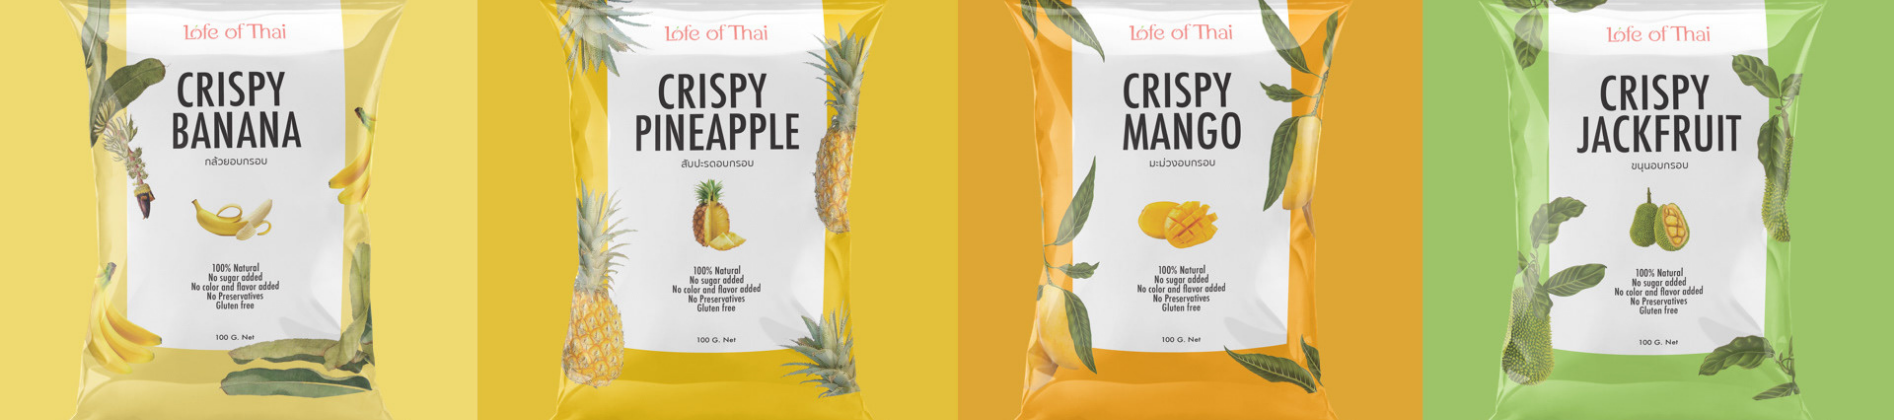 Lófe of Thai
CRISPY
BANANA
กล้วยอบกรอบ
100% Natural
No sugar added
No color and flavor added
No Preservatives
Gluten free
100 G. Net
Lófe of Thai
CRISPY
PINEAPPLE
สับปะรดอบกรอบ
100% Natural
No sugar added
No color and flavor added
No Preservatives
Gluten free
100 G. Net
Lófe of Thai
CRISPY
MANGO
มะม่วงอบกรอบ
100% Natural
No sugar added
No color and flavor added
No Preservatives
Gluten free
100 G. Net
Lófe of Thai
CRISPY
JACKFRUIT
ขนุนอบกรอบ
100% Natural
No sugar added
No color and flavor added
No Preservatives
Gluten free
100 G. Net